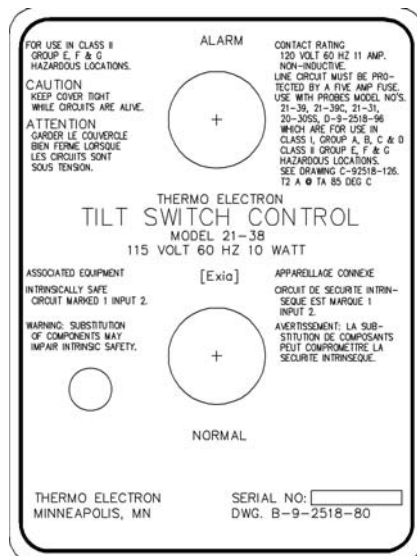 FOR USE IN CLASS II
GROUP E, F & G
HAZARDOUS LOCATIONS.
CAUTION
KEEP COVER TIGHT
WHILE CIRCUITS ARE ALIVE.
ATTENTION
GARDER LE COUVERCLE
BIEN FERME LORSQUE
LES CIRCUITS SONT
SOUS TENSION.
ALARM
CONTACT RATING
120 VOLT 60 HZ 11 AMP.
NON-INDUCTIVE.
LINE CIRCUIT MUST BE PRO-
TECTED BY A FIVE AMP FUSE.
USE WITH PROBES MODEL NO'S.
21-39, 21-39C, 21-31,
20-30SS, D-9-2518-96
WHICH ARE FOR USE IN
CLASS I, GROUP A, B, C & D
CLASS II GROUP E, F & G
HAZARDOUS LOCATIONS.
SEE DRAWING C-92518-126.
T2 A @ TA 85 DEG C
THERMO ELECTRON
TILT SWITCH CONTROL
MODEL 21-38
115 VOLT 60 HZ 10 WATT
ASSOCIATED EQUIPMENT
INTRINSICALLY SAFE
CIRCUIT MARKED 1 INPUT 2.
WARNING: SUBSTITUTION
OF COMPONENTS MAY
IMPAIR INTRINSIC SAFETY.
[Exia]
APPAREILLAGE CONNEXE
CIRCUIT DE SECURITE INTRIN-
SEQUE EST MARQUE 1
INPUT 2.
AVERTISSEMENT: LA SUB-
STITUTION DE COMPOSANTS
PEUT COMPROMETTRE LA
SECURITE INTRINSEQUE.
NORMAL
THERMO ELECTRON
MINNEAPOLIS, MN
SERIAL NO:
DWG. B-9-2518-80